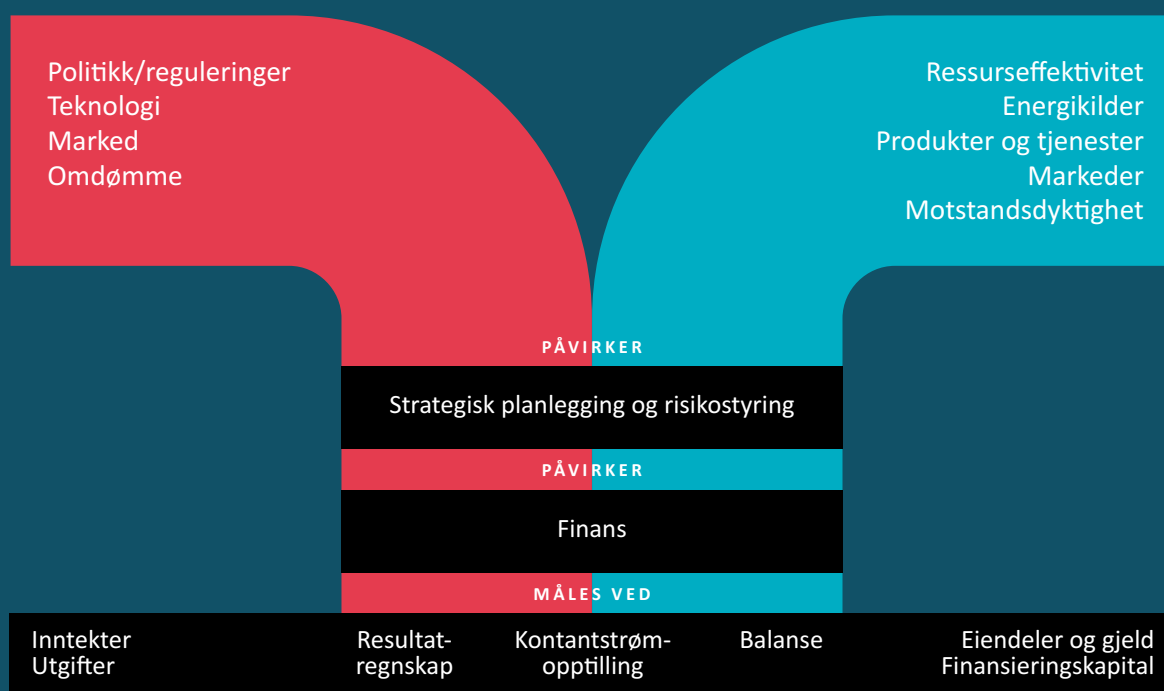 Politikk/reguleringer
Teknologi
Marked
Omdømme
Ressurseffektivitet
Energikilder
Produkter og tjenester
Markeder
Motstandsdyktighet
PÅVIRKER
Strategisk planlegging og risikostyring
PÅVIRKER
Finans
MÅLES VED
Inntekter
Utgifter
Resultat-
regnskap
Kontantstrøm-
opptilling
Balanse
Eiendeler og gjeld
Finansieringskapital